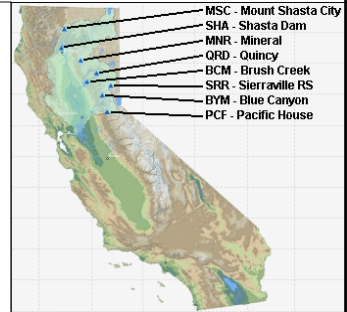 MSC - Mount Shasta City
SHA - Shasta Dam
MNR - Mineral
QRD - Quincy
BCM - Brush Creek
SRR - Sierraville RS
BYM - Blue Canyon
PCF - Pacific House